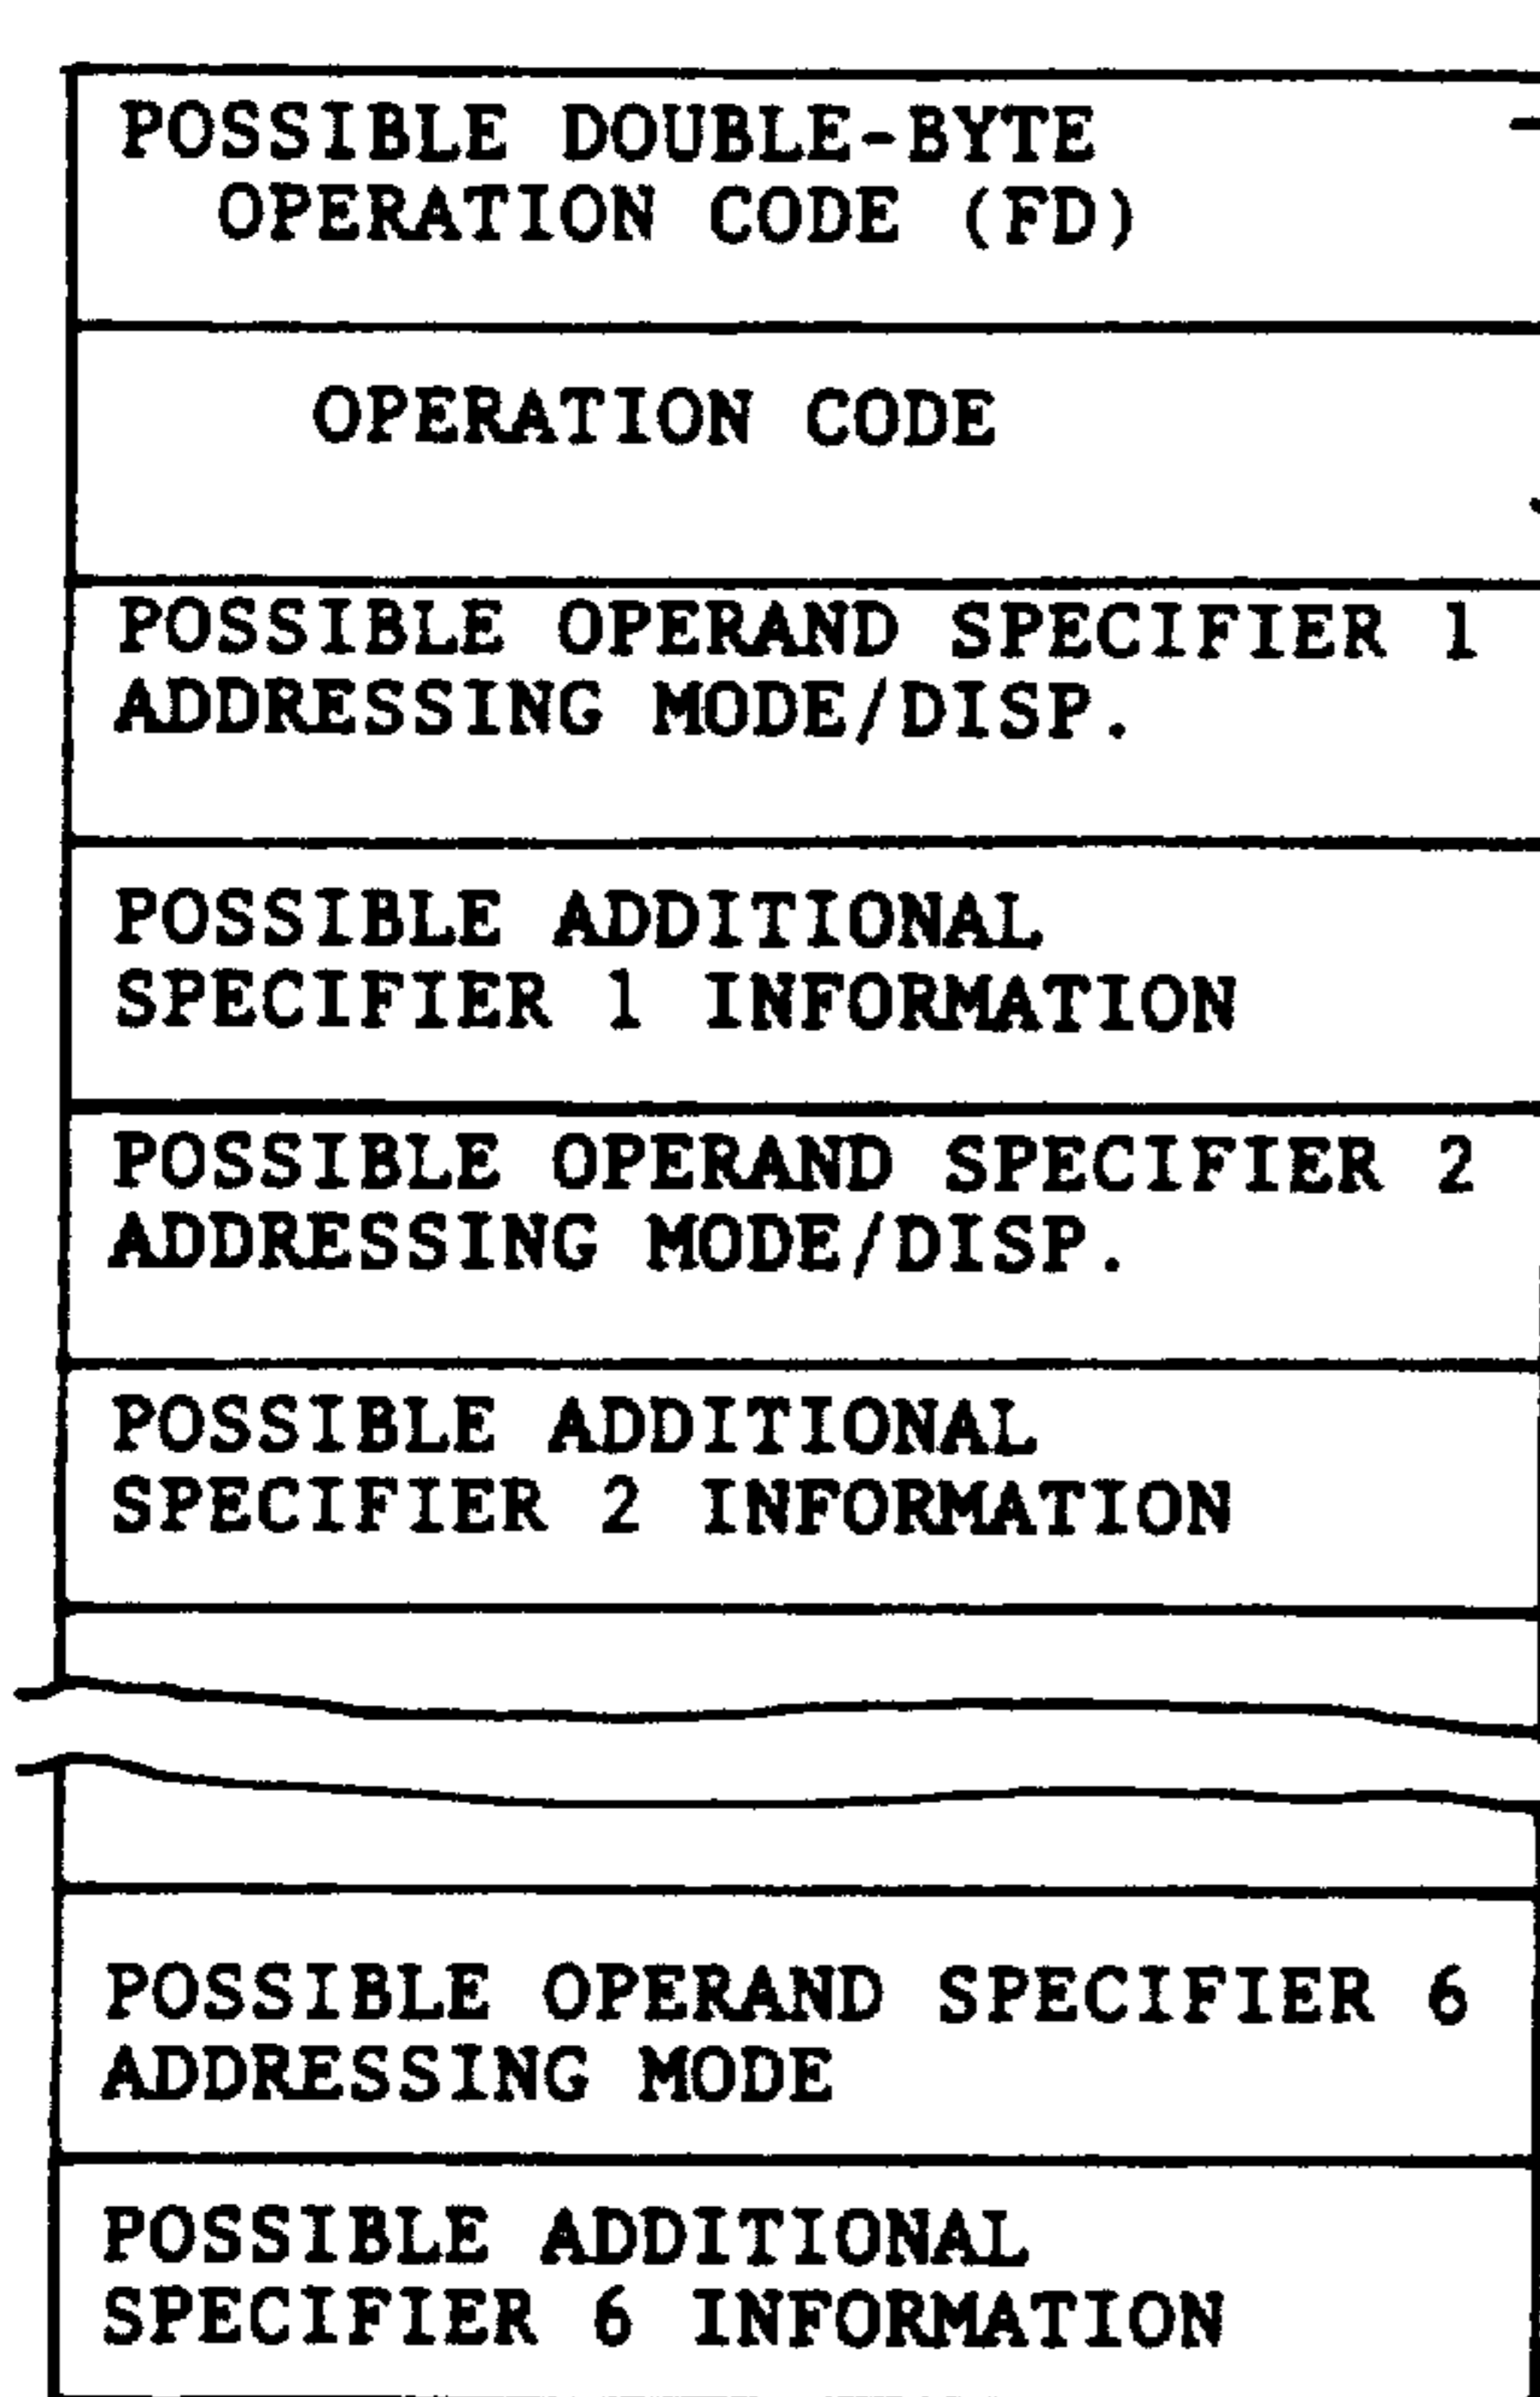 POSSIBLE DOUBLE-BYTE
OPERATION CODE (FD)
OPERATION CODE
POSSIBLE OPERAND SPECIFIER 1
ADDRESSING MODE/DISP.
POSSIBLE ADDITIONAL
SPECIFIER 1 INFORMATION
POSSIBLE OPERAND SPECIFIER 2
ADDRESSING MODE/DISP.
POSSIBLE ADDITIONAL
SPECIFIER 2 INFORMATION
POSSIBLE OPERAND SPECIFIER 6
ADDRESSING MODE
POSSIBLE ADDITIONAL
SPECIFIER 6 INFORMATION